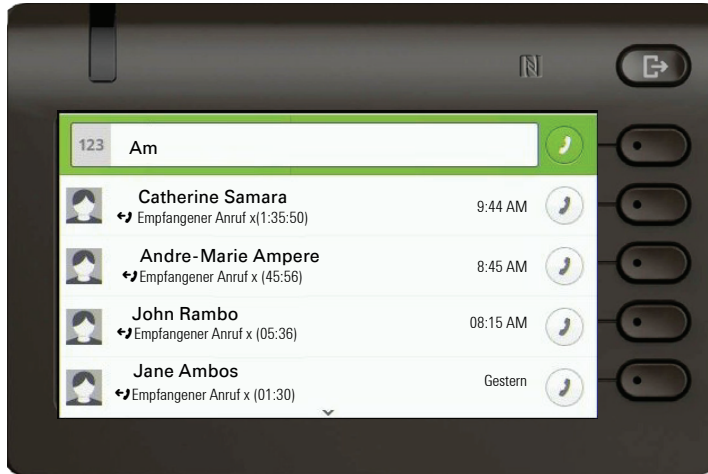 123 Am
Catherine Samara
Empfangener Anruf x(1:35:50)
9:44 AM
Andre-Marie Ampere
Empfangener Anruf x (45:56)
8:45 AM
John Rambo
Empfangener Anruf x (05:36)
08:15 AM
Jane Ambos
Empfangener Anruf x (01:30)
Gestern